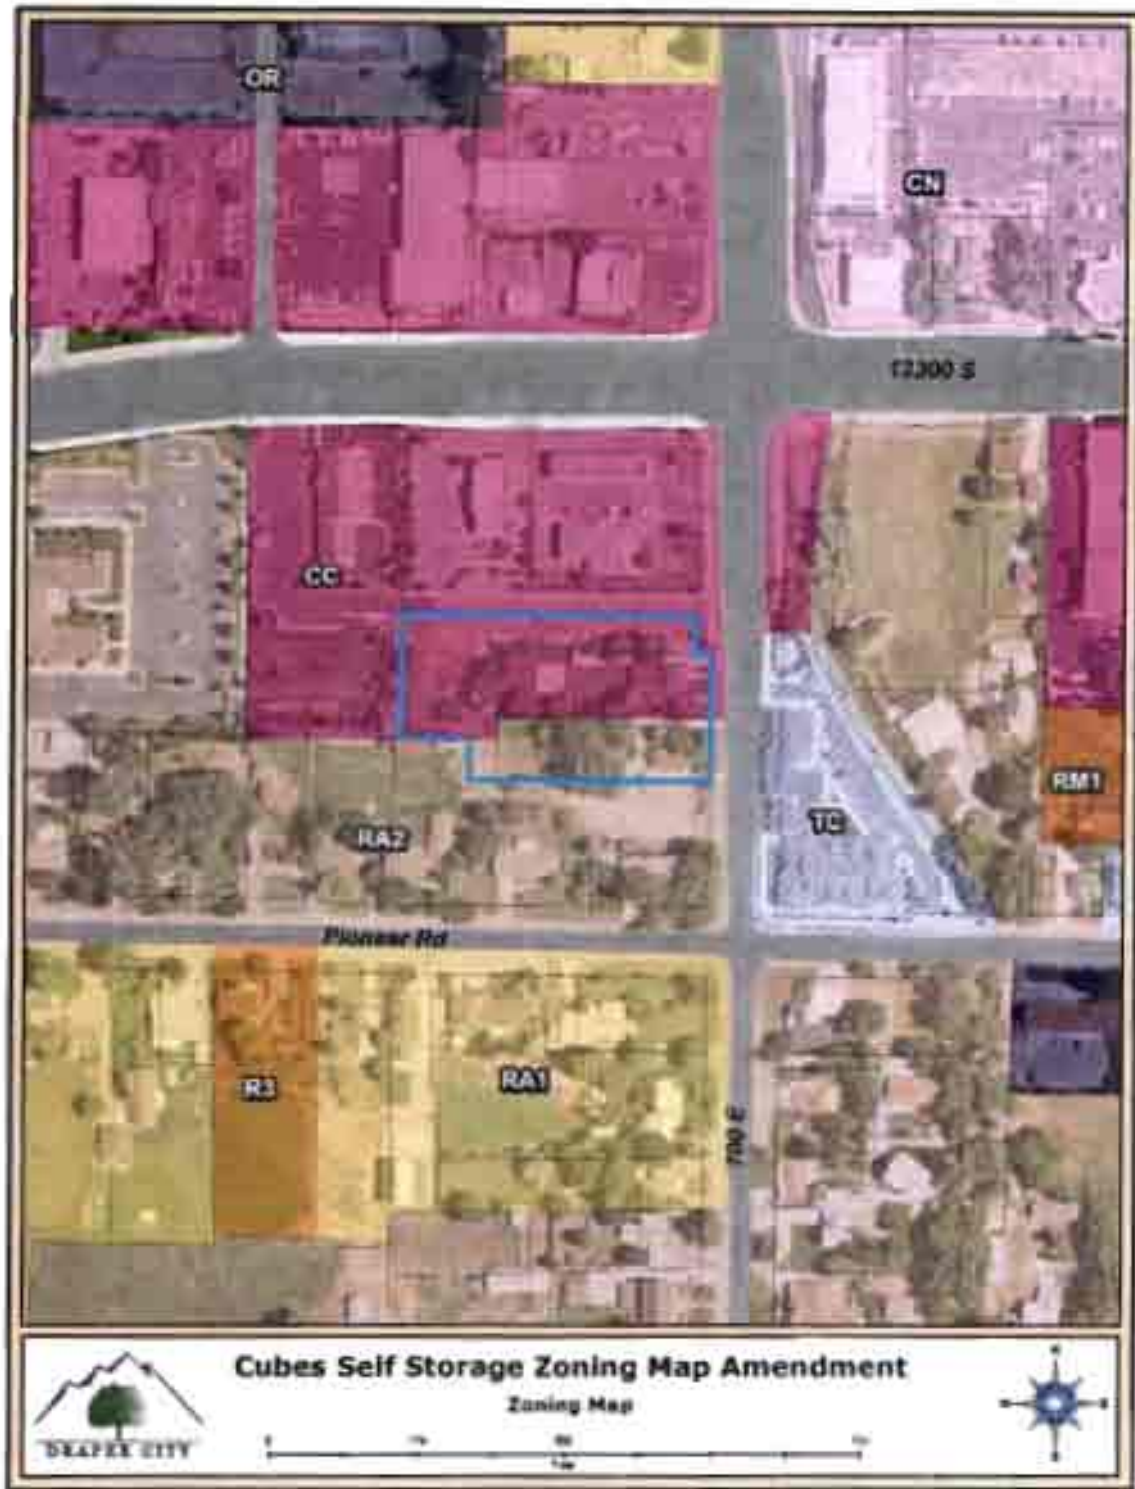 OR
CN
12300 S
CC
RM1
TC
RA2
Pioneer Rd
R3
RA1
700 E
Cubes Self Storage Zoning Map Amendment
Zoning Map
DRAPER CITY